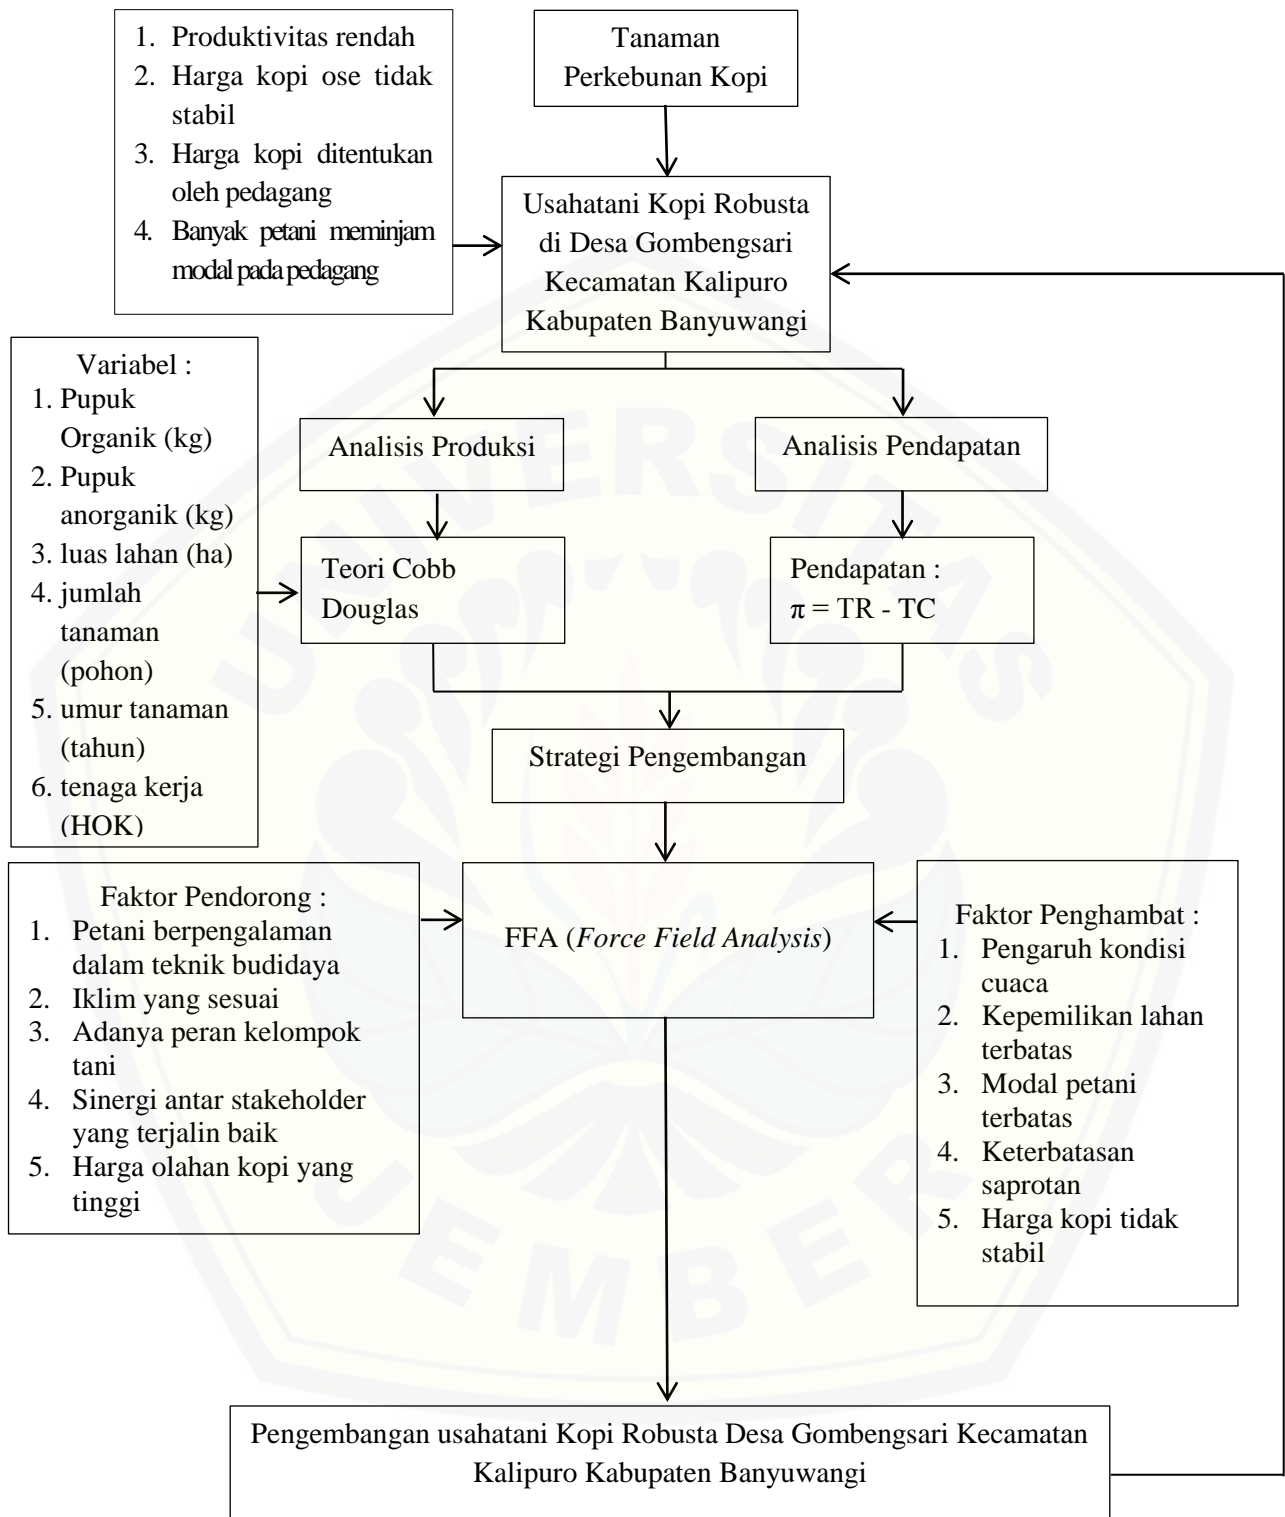 1. Produktivitas rendah
2. Harga kopi ose tidak
stabil
3. Harga kopi ditentukan
oleh pedagang
4. Banyak petani meminjam
modal pada pedagang
Tanaman
Perkebunan Kopi
Usahatani Kopi Robusta
di Desa Gombengsari
Kecamatan Kalipuro
Kabupaten Banyuwangi
Variabel :
1. Pupuk
Organik (kg)
2. Pupuk
anorganik (kg)
3. luas lahan (ha)
4. jumlah
tanaman
(pohon)
5. umur tanaman
(tahun)
6. tenaga kerja
(HOK)
Analisis Produksi
Analisis Pendapatan
Teori Cobb
Douglas
Pendapatan :
π = TR - TC
Strategi Pengembangan
Faktor Pendorong :
1. Petani berpengalaman
dalam teknik budidaya
2. Iklim yang sesuai
3. Adanya peran kelompok
tani
4. Sinergi antar stakeholder
yang terjalin baik
5. Harga olahan kopi yang
tinggi
FFA (Force Field Analysis)
Faktor Penghambat :
1. Pengaruh kondisi
cuaca
2. Kepemilikan lahan
terbatas
3. Modal petani
terbatas
4. Keterbatasan
saprotan
5. Harga kopi tidak
stabil
Pengembangan usahatani Kopi Robusta Desa Gombengsari Kecamatan
Kalipuro Kabupaten Banyuwangi
UNIVERSITAS
JEMBER